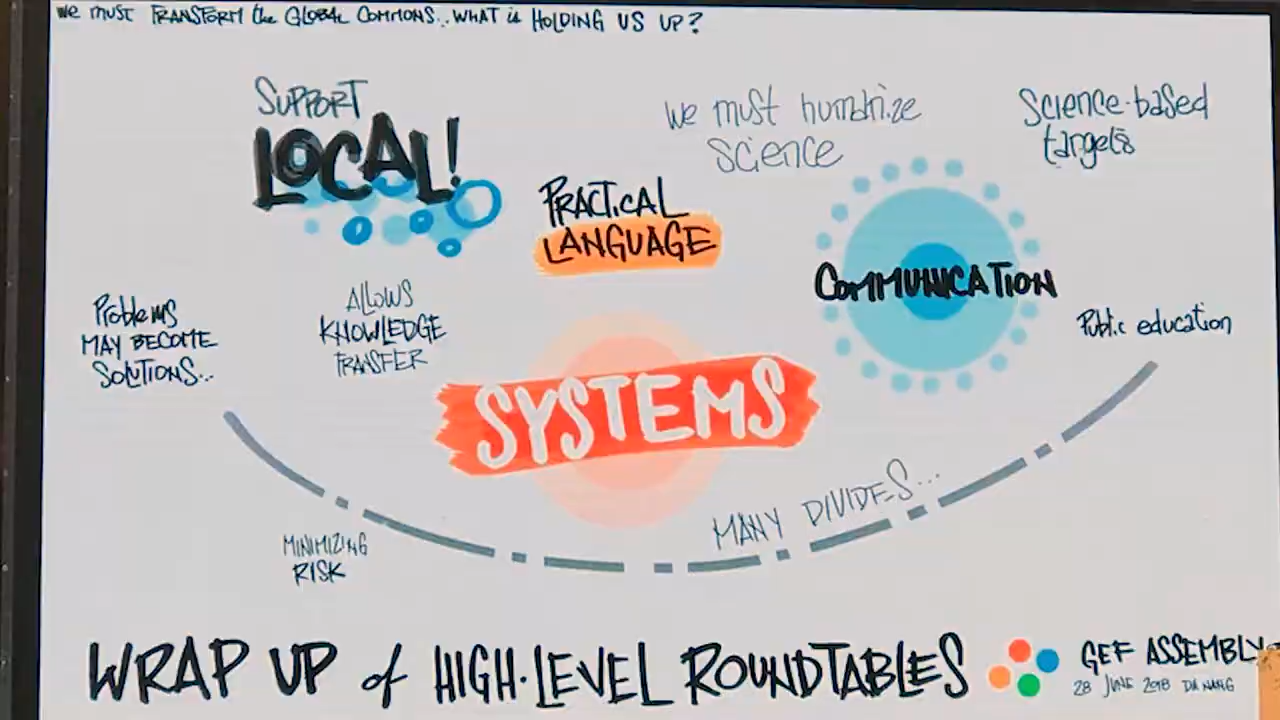 WE MUST TRANSFORM the GLOBAL COMMONS... WHAT is HOLDING US UP?
SUPPORT
LOCAL!
we must humanize
science
Science-based
targets
PRACTICAL
LANGUAGE
COMMUNICATION
Problems
MAY BECOME
SOLUTIONS...
ALLOWS
KNOWLEDGE
TRANSFER
Public education
SYSTEMS
MANY DIVIDES...
MINIMIZING
RISK
WRAP UP of HIGH-LEVEL ROUNDTABLES
GEF ASSEMBLY
28 JUNE 2018 DA NANG